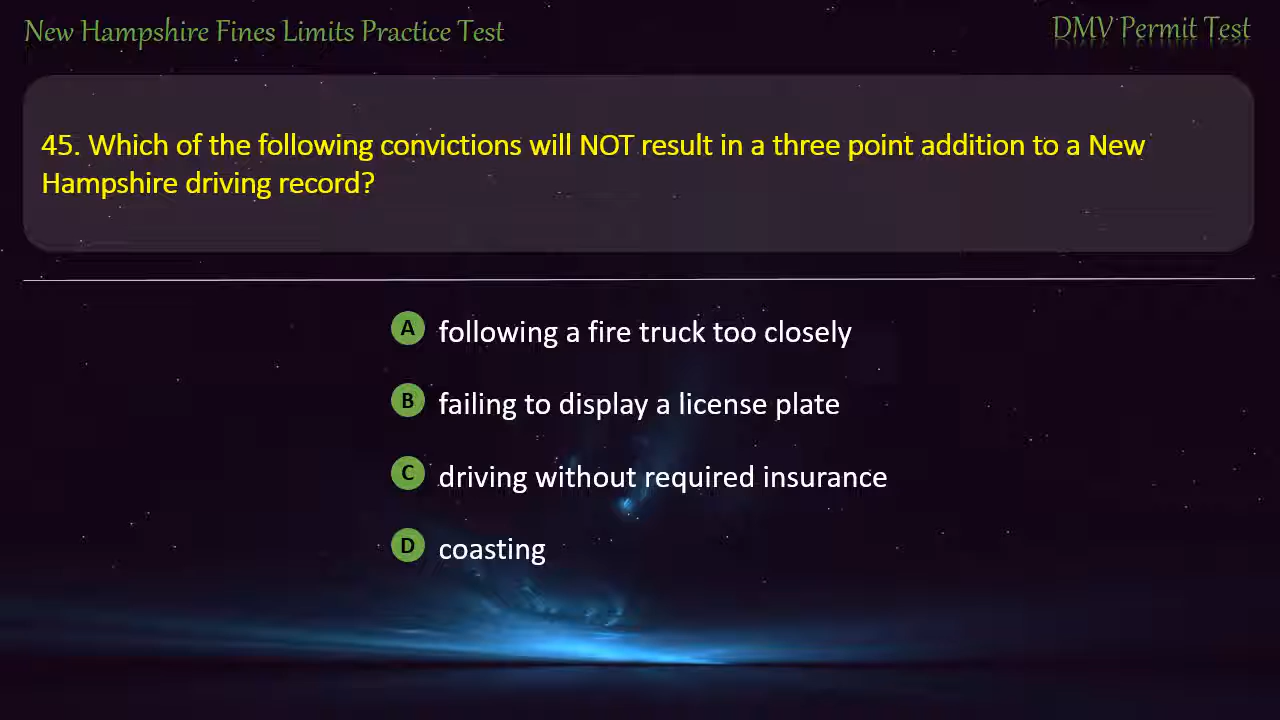 New Hampshire Fines Limits Practice Test
DMV Permit Test
45. Which of the following convictions will NOT result in a three point addition to a New
Hampshire driving record?
A following a fire truck too closely
B failing to display a license plate
C driving without required insurance
D coasting